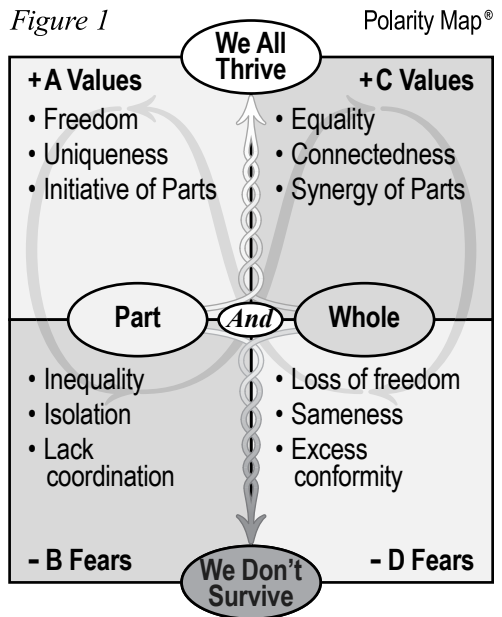 Figure 1
Polarity Map®
We All
Thrive
+A Values
• Freedom
• Uniqueness
• Initiative of Parts
+C Values
• Equality
• Connectedness
• Synergy of Parts
Part
And
Whole
• Inequality
• Isolation
• Lack
coordination
• Loss of freedom
• Sameness
• Excess
conformity
– B Fears
– D Fears
We Don't
Survive